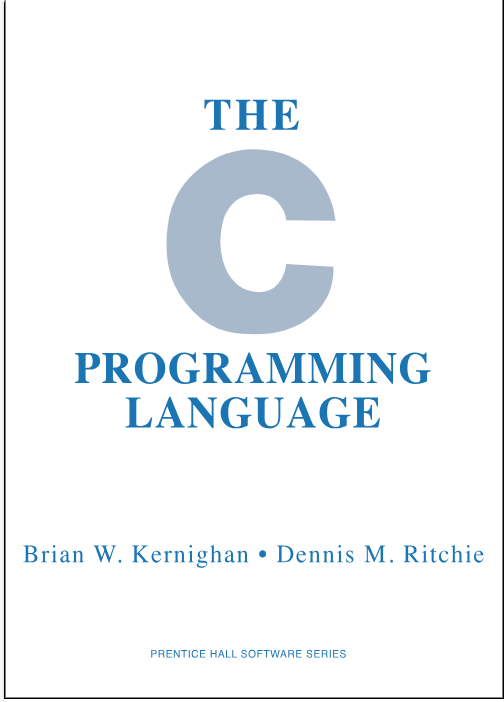 THE
C
PROGRAMMING
LANGUAGE
Brian W. Kernighan • Dennis M. Ritchie
PRENTICE HALL SOFTWARE SERIES